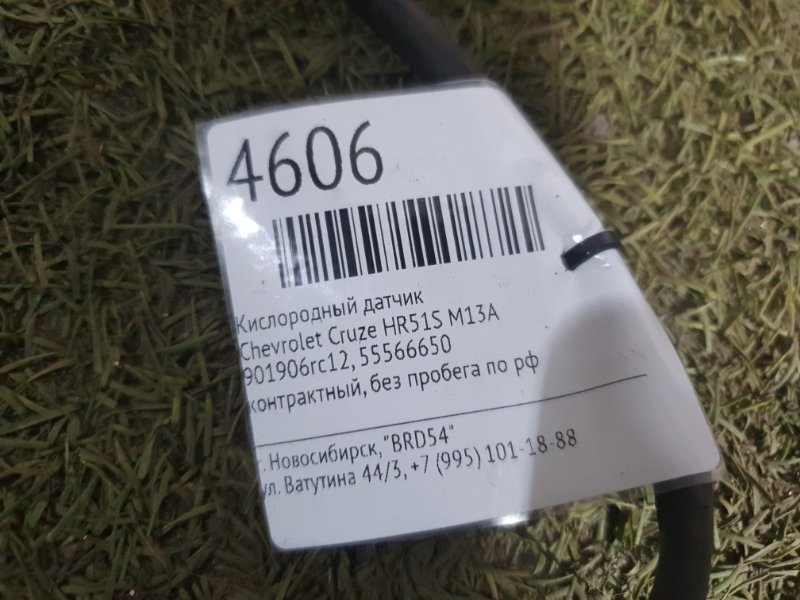 4606
Кислородный датчик
Chevrolet Cruze HR51S M13A
901906rc12, 55566650
контрактный, без пробега по рф
г. Новосибирск, "BRD54"
ул. Ватутина 44/3, +7 (995) 101-18-88